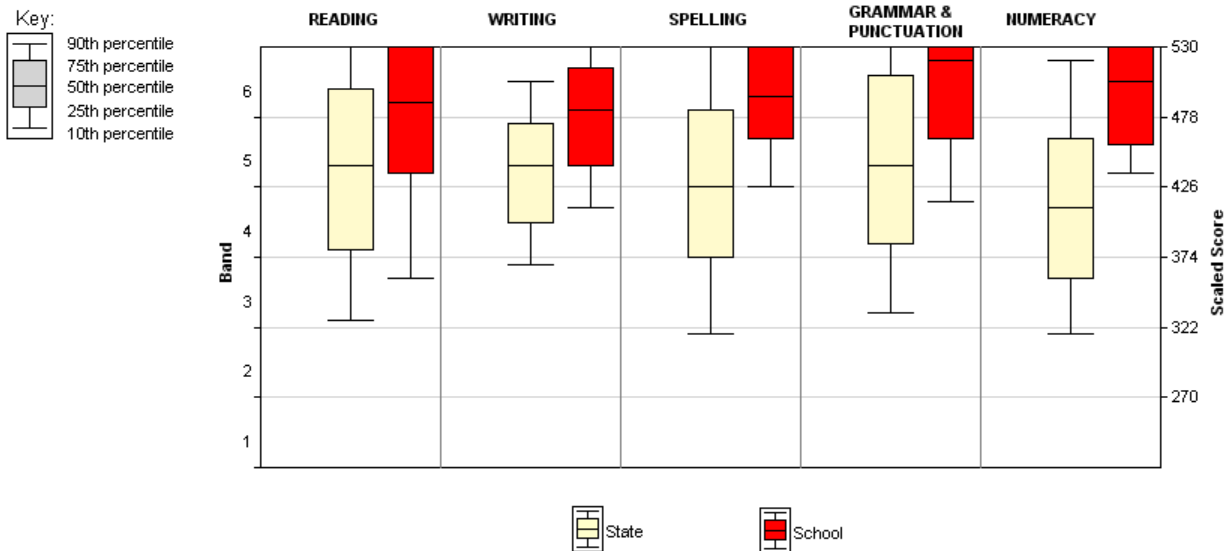 Key:
90th percentile
75th percentile
50th percentile
25th percentile
10th percentile
READING
WRITING
SPELLING
GRAMMAR &
PUNCTUATION
NUMERACY
Band
6
5
4
3
2
1
530
478
426
374
322
270
Scaled Score
State
School